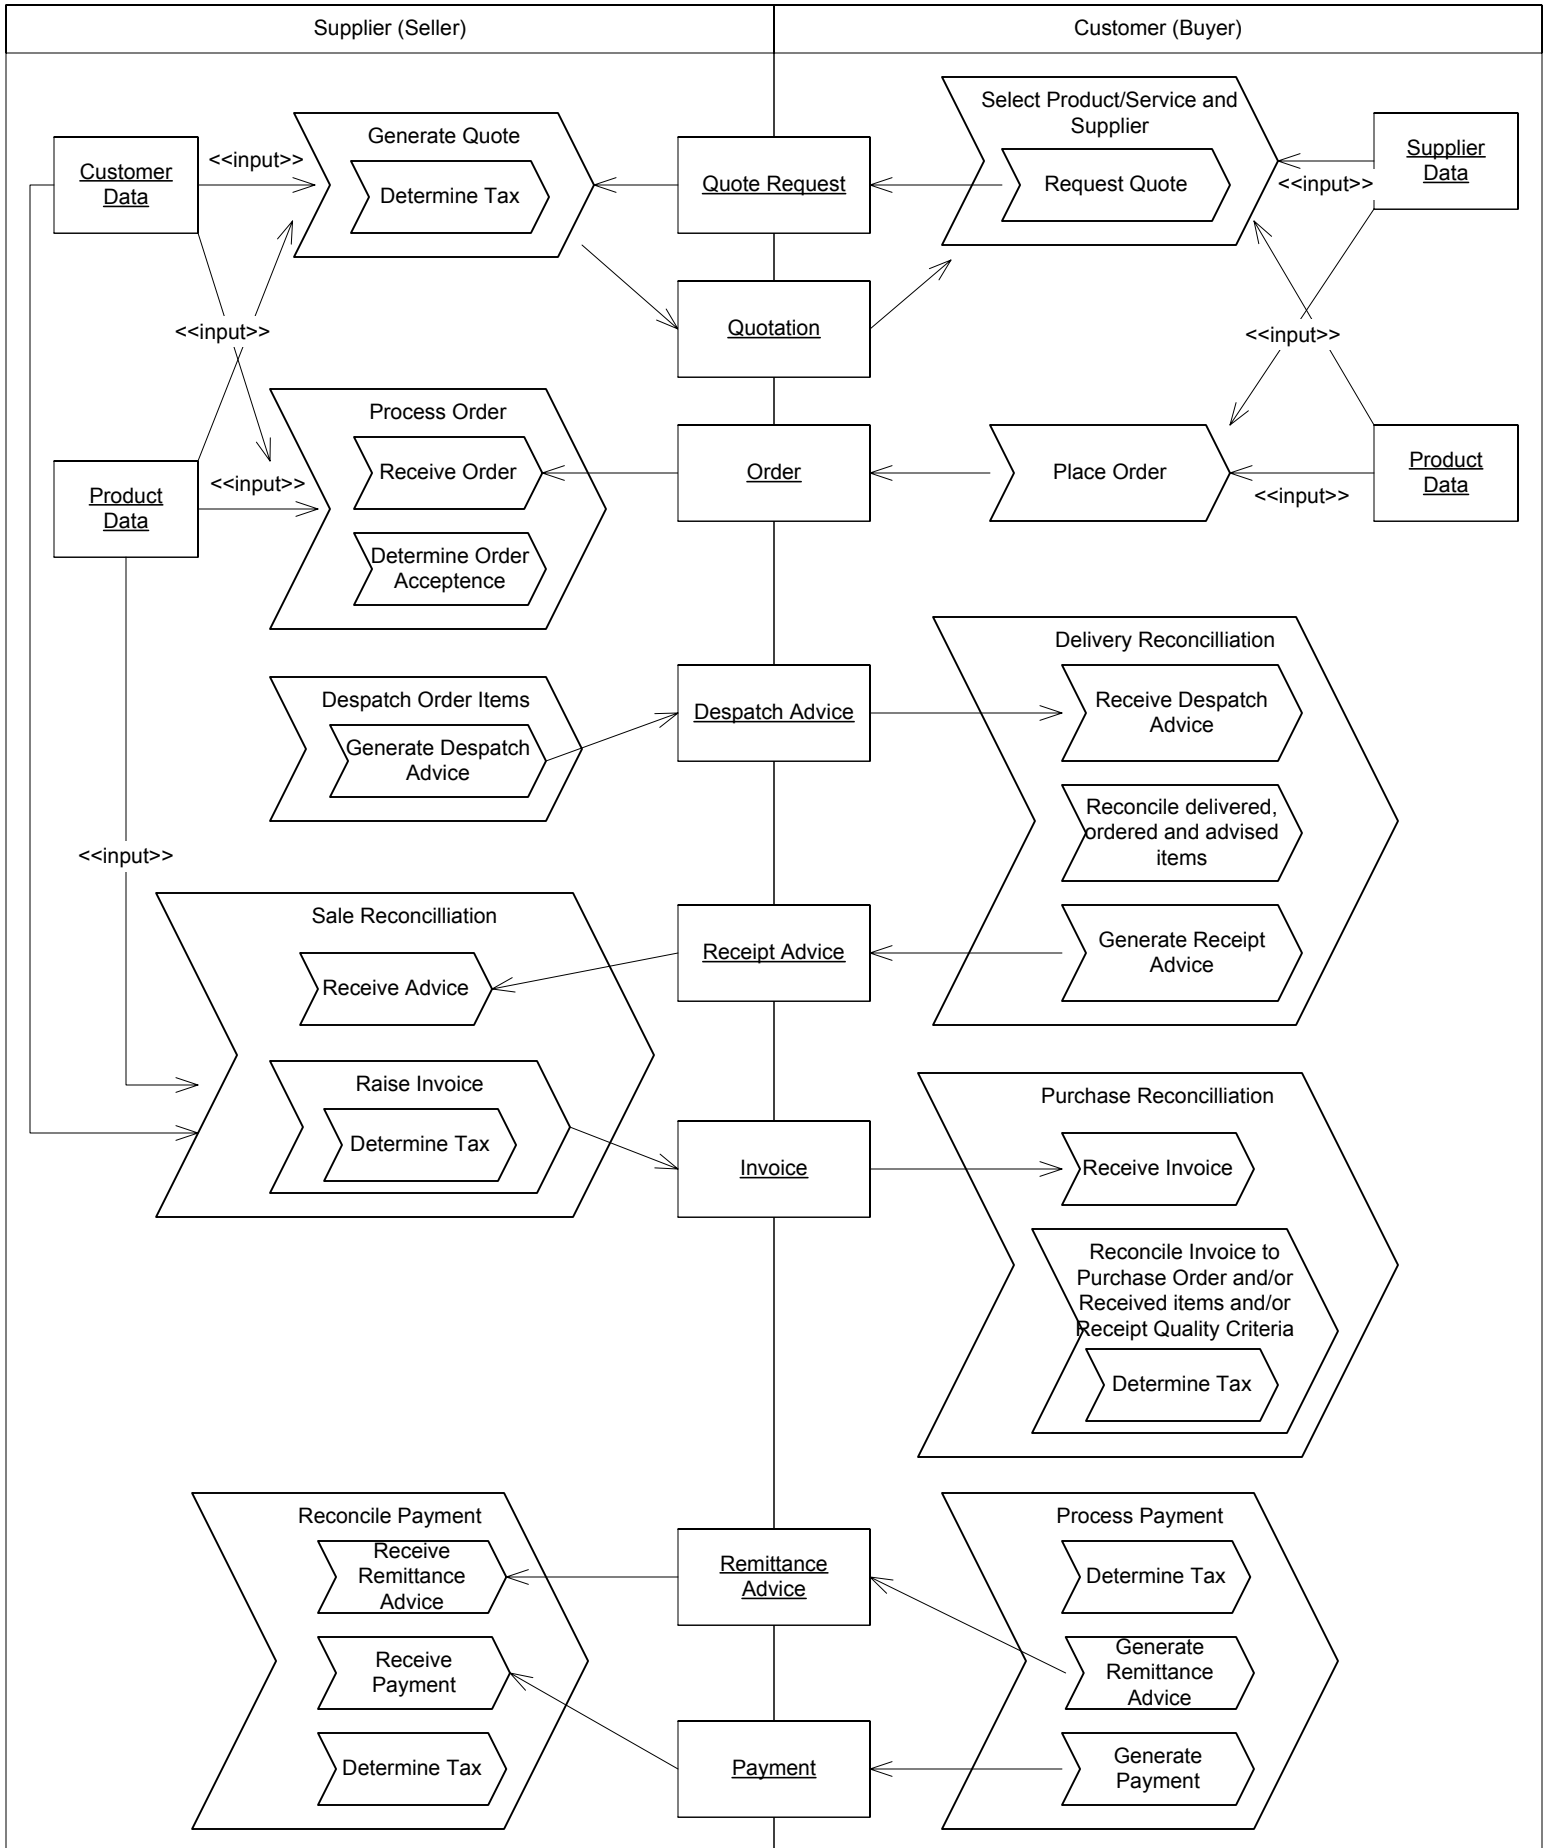 Supplier (Seller)
Customer (Buyer)
Customer
Data
<<input>>
Generate Quote
Determine Tax
Quote Request
Select Product/Service and
Supplier
Request Quote
<<input>>
Supplier
Data
<<input>>
Quotation
<<input>>
Process Order
Receive Order
Determine Order
Acceptence
<<input>>
Product
Data
Order
Place Order
<<input>>
Product
Data
Despatch Order Items
Generate Despatch
Advice
Despatch Advice
Delivery Reconcilliation
Receive Despatch
Advice
Reconcile delivered,
ordered and advised
items
Generate Receipt
Advice
<<input>>
Sale Reconcilliation
Receive Advice
Receipt Advice
Raise Invoice
Determine Tax
Invoice
Purchase Reconcilliation
Receive Invoice
Reconcile Invoice to
Purchase Order and/or
Received items and/or
Receipt Quality Criteria
Determine Tax
Reconcile Payment
Receive
Remittance
Advice
Receive
Payment
Determine Tax
Remittance
Advice
Payment
Process Payment
Determine Tax
Generate
Remittance
Advice
Generate
Payment